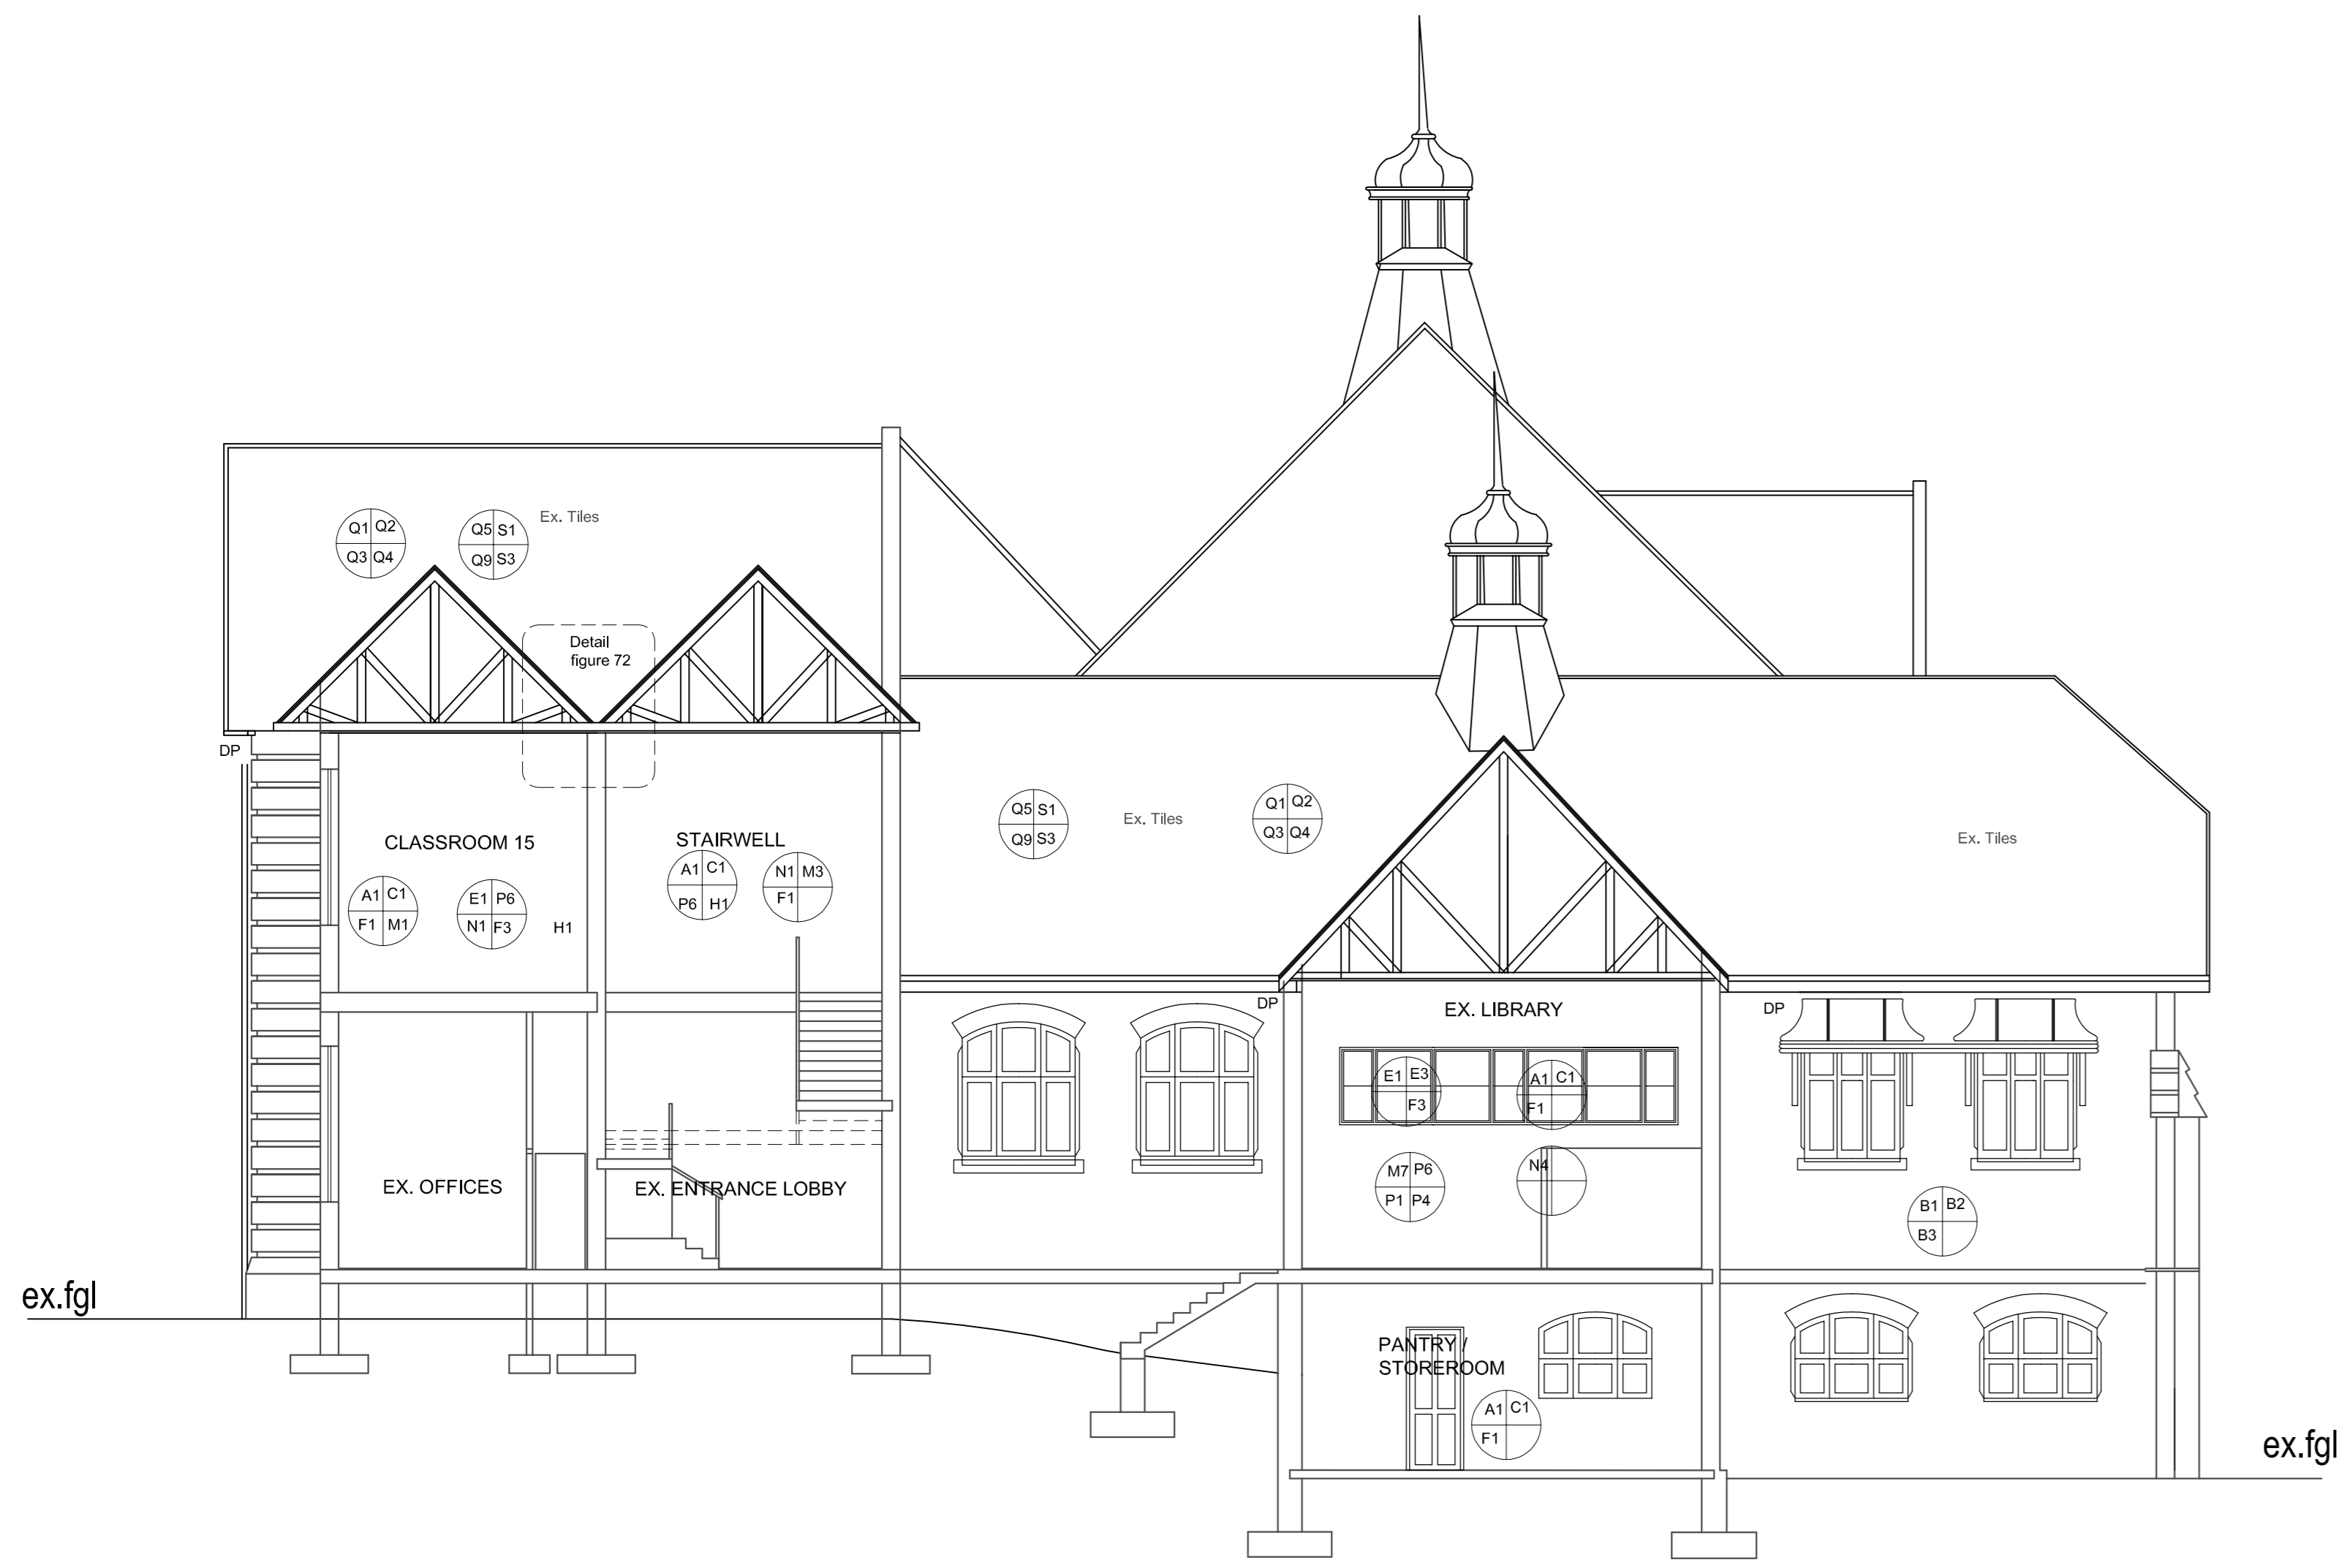 Q1 Q2
Q3 Q4
Q5 S1
Q9 S3
Ex. Tiles
Detail
figure 72
DP
CLASSROOM 15
A1 C1
F1 M1
E1 P6
N1 F3
H1
STAIRWELL
A1 C1
P6 H1
N1 M3
F1
Q5 S1
Q9 S3
Ex. Tiles
Q1 Q2
Q3 Q4
Ex. Tiles
DP
EX. LIBRARY
DP
E1 E3
F3
A1 C1
F1
M7 P6
P1 P4
N4
B1 B2
B3
EX. OFFICES
EX. ENTRANCE LOBBY
ex.fgl
PANTRY /
STOREROOM
A1 C1
F1
ex.fgl